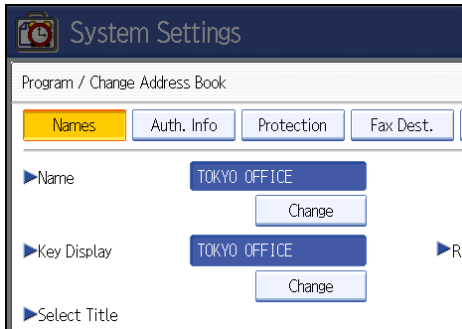 System Settings
Program / Change Address Book
Names Auth. Info Protection Fax Dest.
▶Name TOKYO OFFICE
Change
▶Key Display TOKYO OFFICE ▶R
Change
▶Select Title